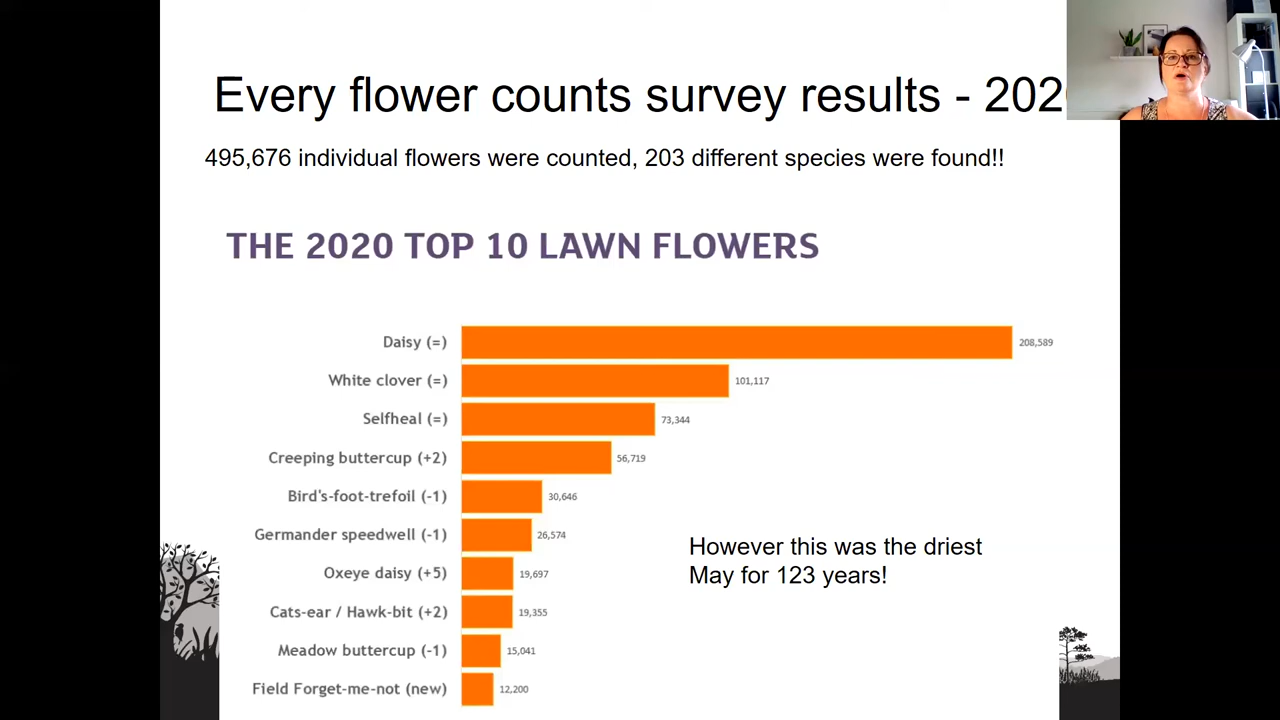 Every flower counts survey results - 202
495,676 individual flowers were counted, 203 different species were found!!
THE 2020 TOP 10 LAWN FLOWERS
Daisy (=) 208,589
White clover (=) 101,117
Selfheal (=) 73,344
Creeping buttercup (+2) 56,719
Bird's-foot-trefoil (-1) 30,646
Germander speedwell (-1) 26,574
Oxeye daisy (+5) 19,697
Cats-ear / Hawk-bit (+2) 19,355
Meadow buttercup (-1) 15,041
Field Forget-me-not (new) 12,200
However this was the driest
May for 123 years!